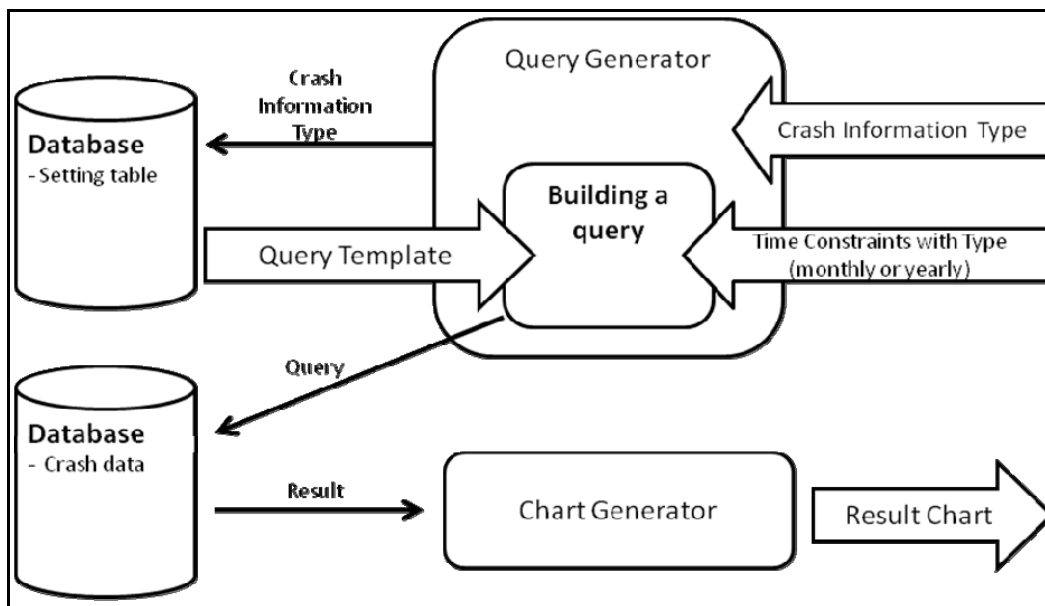 Query Generator
Crash
Information
Type
Crash Information Type
Database
- Setting table
Building a
query
Query Template
Time Constraints with Type
(monthly or yearly)
Query
Database
- Crash data
Result
Chart Generator
Result Chart